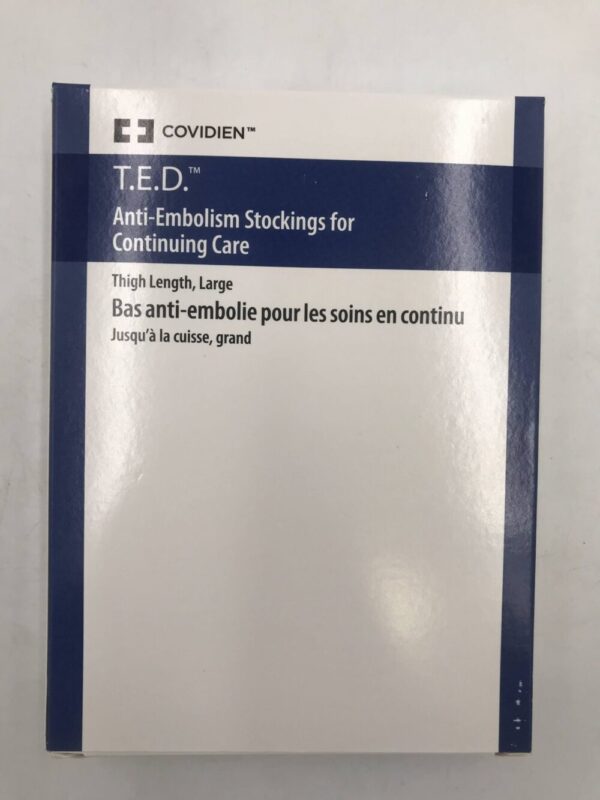 COVIDIEN™
T.E.D.™
Anti-Embolism Stockings for
Continuing Care
Thigh Length, Large
Bas anti-embolie pour les soins en continu
Jusqu'à la cuisse, grand